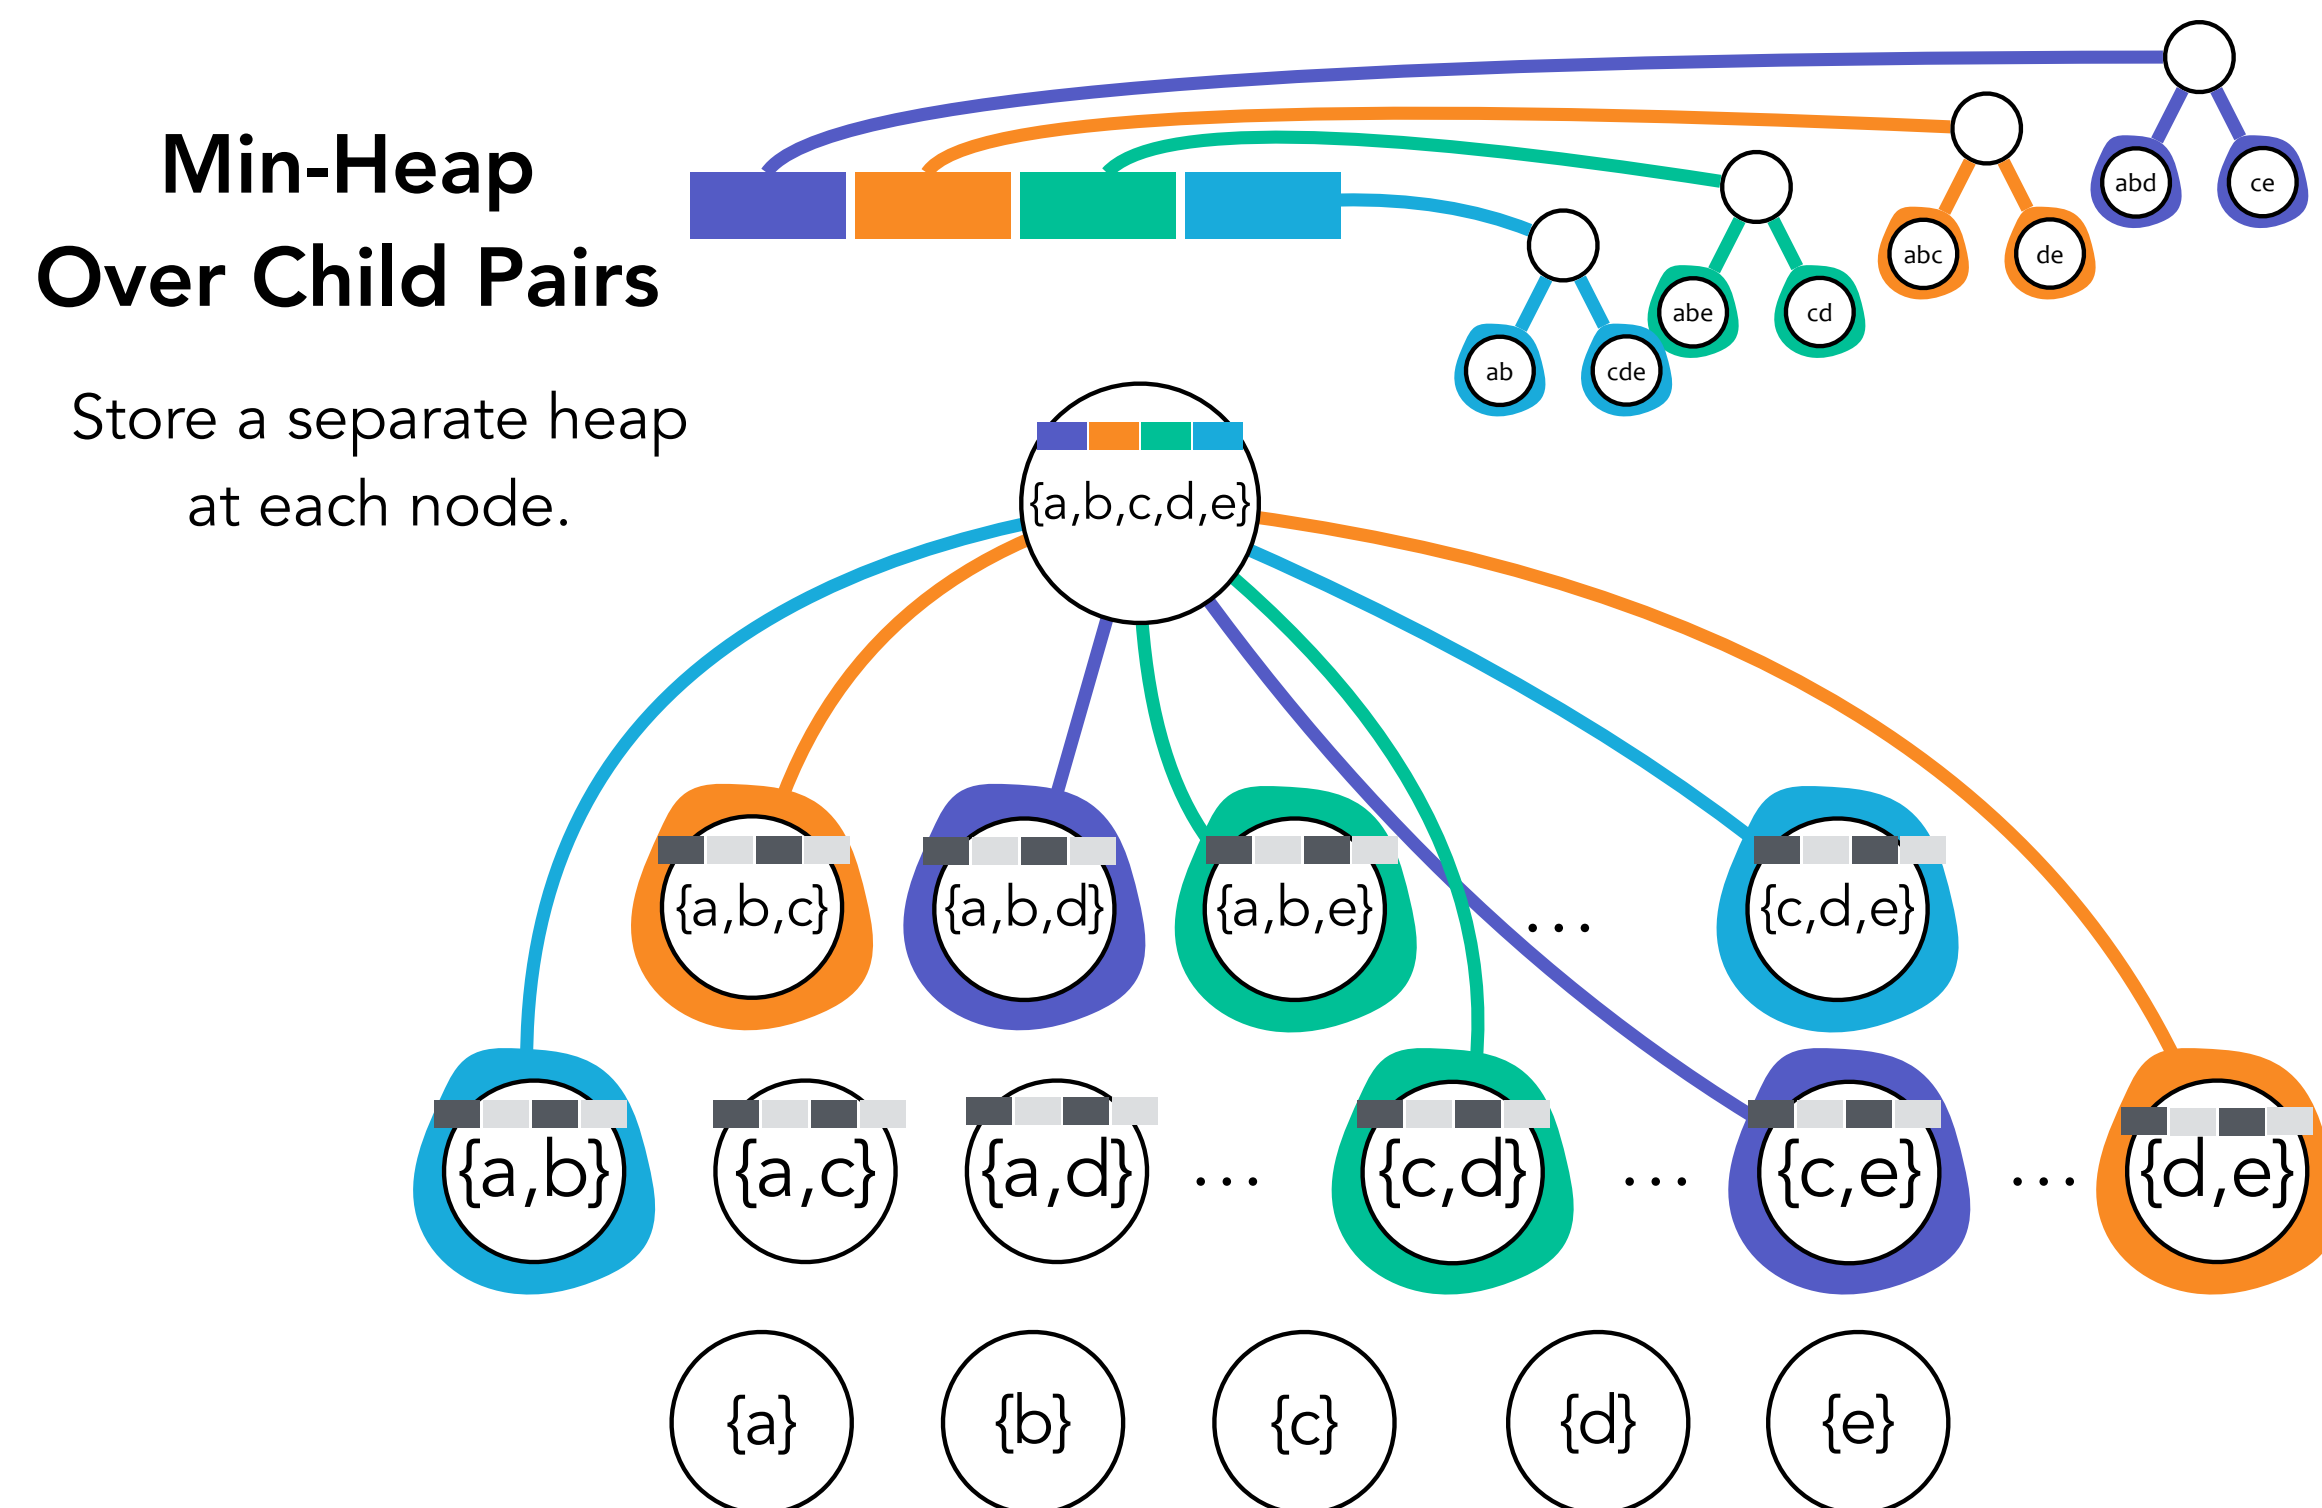 Min-Heap
Over Child Pairs
Store a separate heap
at each node.
abd ce
abc de
abe cd
ab cde
{a,b,c,d,e}
{a,b,c} {a,b,d} {a,b,e} ... {c,d,e}
{a,b} {a,c} {a,d} ... {c,d} ... {c,e} ... {d,e}
{a} {b} {c} {d} {e}